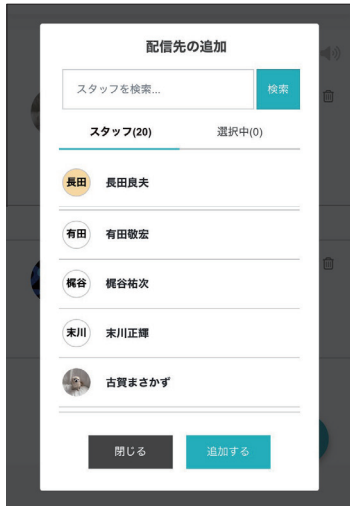 配信先の追加
スタッフを検索...
検索
スタッフ(20)
選択中(0)
長田
長田良夫
有田
有田敬宏
梶谷
梶谷祐次
末川
末川正輝
古賀まさかず
閉じる
追加する